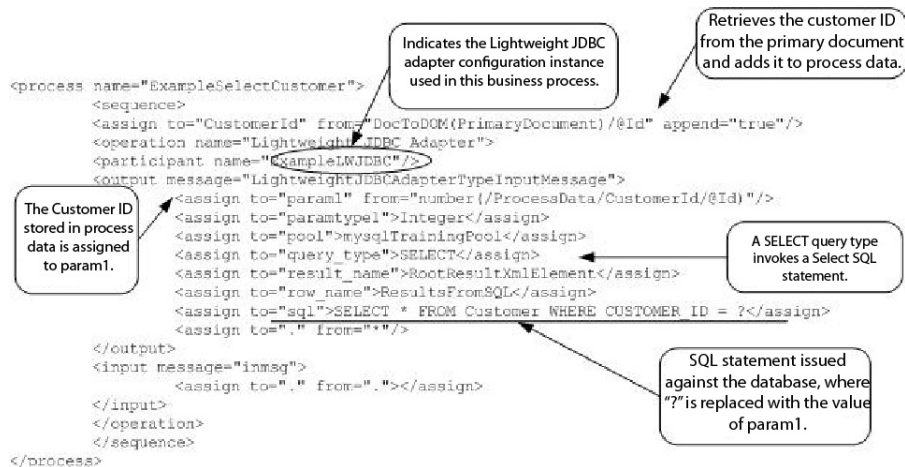 Indicates the Lightweight JDBC
adapter configuration instance
used in this business process.
Retrieves the customer ID
from the primary document
and adds it to process data.
<process name="ExampleSelectCustomer">
<sequence>
<assign to="CustomerId" from="DocToDOM(PrimaryDocument)/@Id" append="true"/>
<operation name="Lightweight JDBC Adapter">
<participant name="ExampleLWJDBC"/>
<output message="LightweightJDBCAdapterTypeInputMessage">
The Customer ID
stored in process
data is assigned
to param1.
<assign to="param1" from="number(/ProcessData/CustomerId/@Id)"/>
<assign to="paramtype1">Integer</assign>
<assign to="pool">mysqlTrainingPool</assign>
<assign to="query_type">SELECT</assign>
<assign to="result_name">RootResultXmlElement</assign>
<assign to="row_name">ResultsFromSQL</assign>
<assign to="sql">SELECT * FROM Customer WHERE CUSTOMER_ID = ?</assign>
<assign to="." from="*"/>
A SELECT query type
invokes a Select SQL
statement.
</output>
<input message="inmsg">
<assign to="." from="."></assign>
</input>
</operation>
</sequence>
</process>
SQL statement issued
against the database, where
“?” is replaced with the value
of param1.